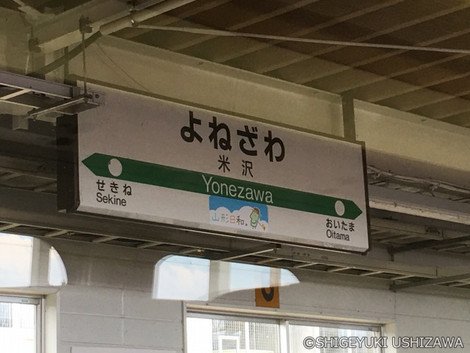 よねざわ
米沢
Yonezawa
せきね
Sekine
おいたま
Oitama
山形日和。
©SHIGEYUKI USHIZAWA